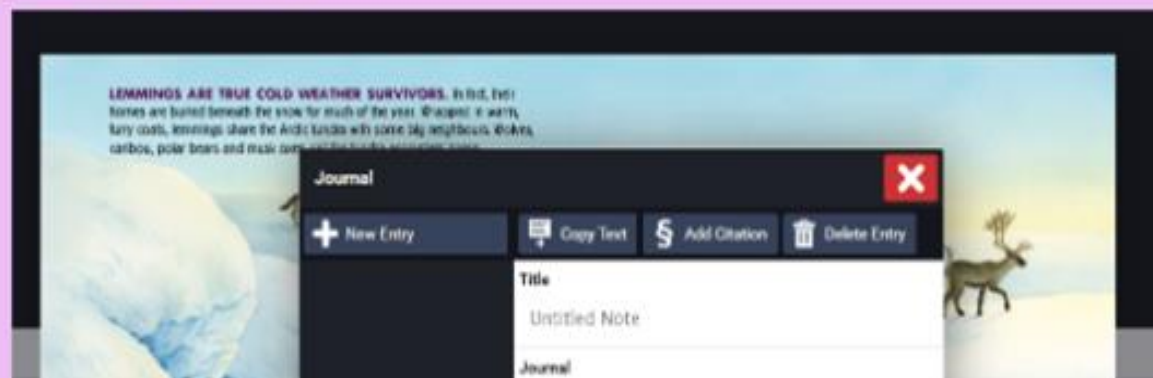 LEMMINGS ARE TRUE COLD WEATHER SURVIVORS. In fact, their
homes are buried beneath the snow for much of the year. Wrapped in warm,
furry coats, lemmings share the Arctic tundra with some big neighbours. Wolves,
caribou, polar bears and musk oxen
Journal
New Entry
Copy Text
Add Citation
Delete Entry
Title
Untitled Note
Journal